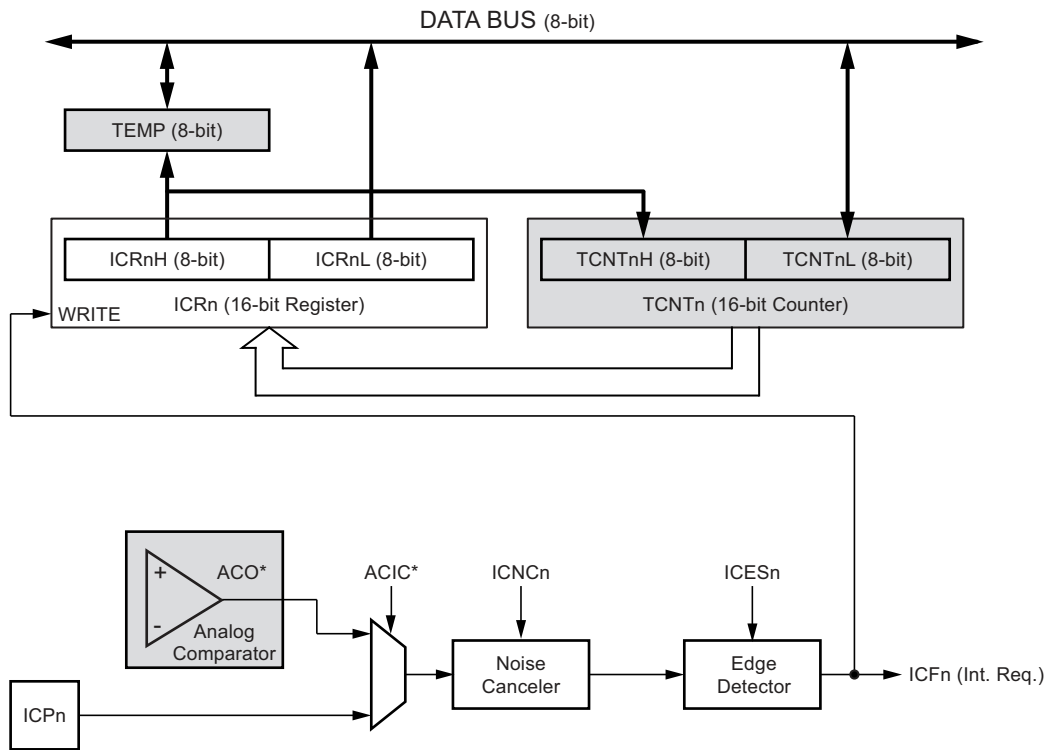 DATA BUS (8-bit)
TEMP (8-bit)
ICRnH (8-bit)
ICRnL (8-bit)
TCNTnH (8-bit)
TCNTnL (8-bit)
WRITE
ICRn (16-bit Register)
TCNTn (16-bit Counter)
ACO*
ACIC*
ICNCn
ICESn
+
-
Analog
Comparator
Noise
Canceler
Edge
Detector
ICFn (Int. Req.)
ICPn